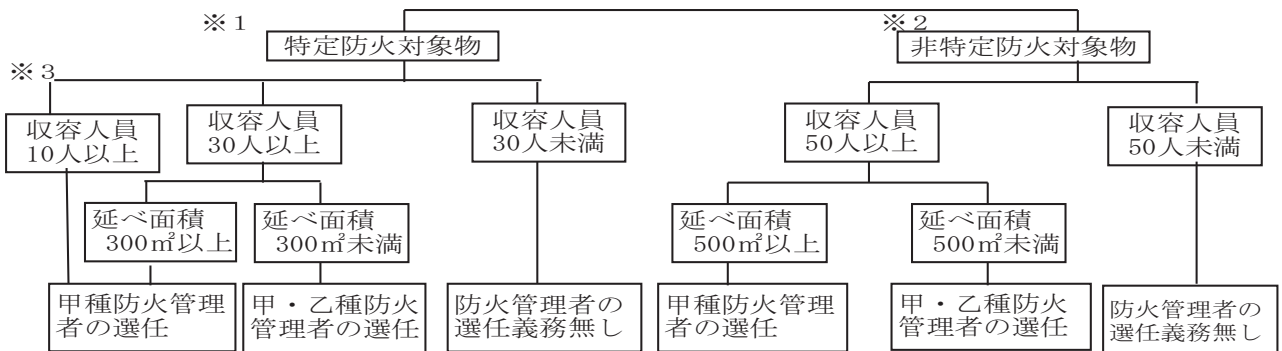 ※1
特定防火対象物
※2
非特定防火対象物
※3
収容人員
10人以上
収容人員
30人以上
収容人員
30人未満
収容人員
50人以上
収容人員
50人未満
延べ面積
300㎡以上
延べ面積
300㎡未満
延べ面積
500㎡以上
延べ面積
500㎡未満
甲種防火管理
者の選任
甲・乙種防火
管理者の選任
防火管理者の
選任義務無し
甲種防火管理
者の選任
甲・乙種防火
管理者の選任
防火管理者の
選任義務無し